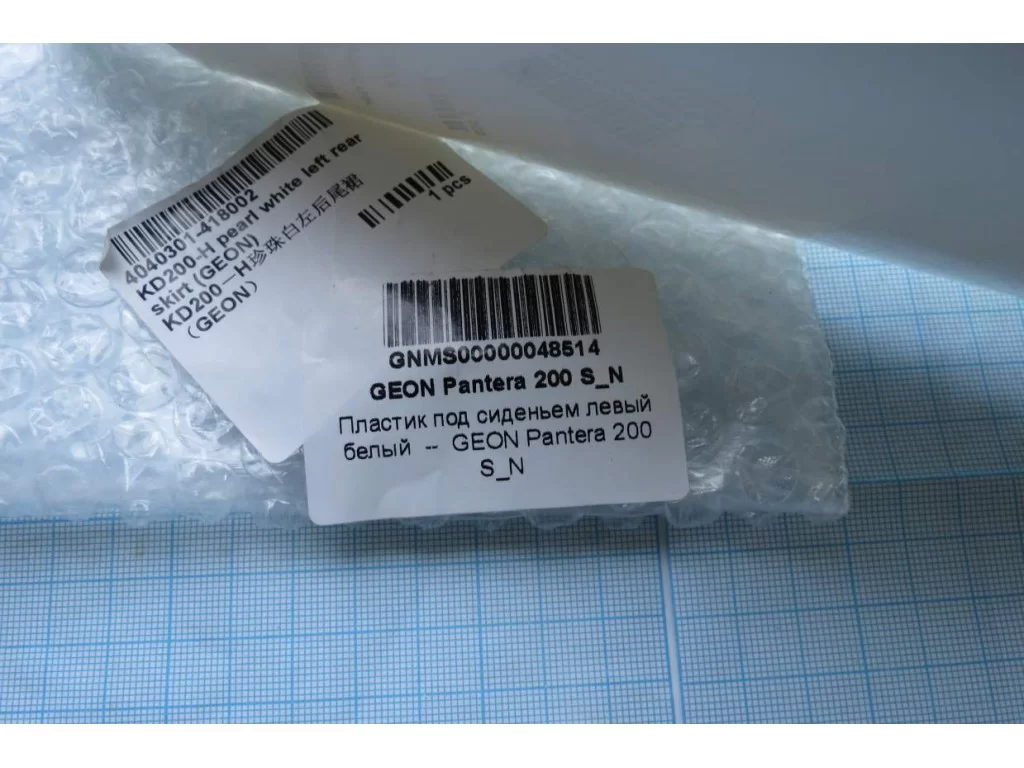 4040301-418002
KD200-H pearl white left rear
skirt (GEON)
KD200—H珍珠白左后尾裙
（GEON）
1 pcs
GNMS00000048514
GEON Pantera 200 S_N
Пластик под сиденьем левый
белый -- GEON Pantera 200
S_N